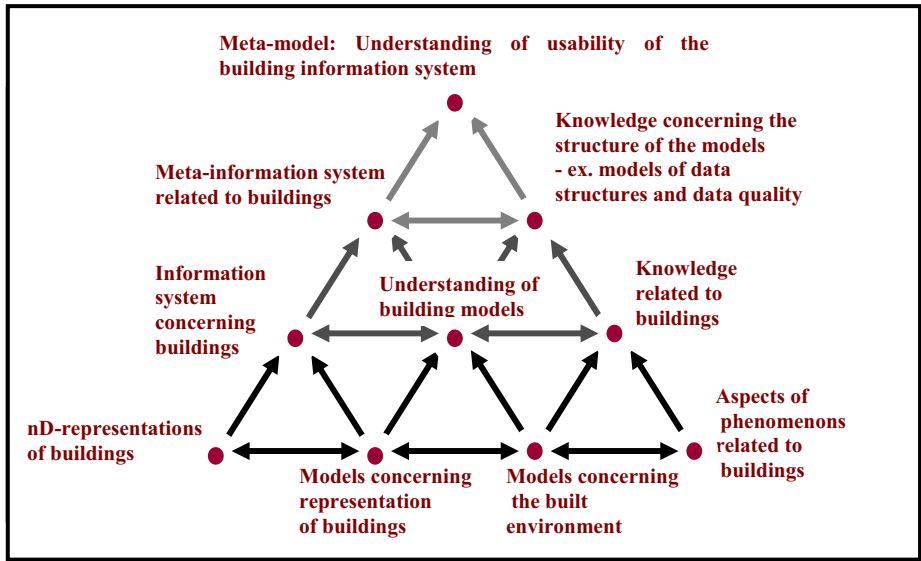 Meta-model: Understanding of usability of the
building information system
Knowledge concerning the
structure of the models
- ex. models of data
structures and data quality
Meta-information system
related to buildings
Information
system
concerning
buildings
Understanding of
building models
Knowledge
related to
buildings
nD-representations
of buildings
Models concerning
representation
of buildings
Models concerning
the built
environment
Aspects of
phenomenons
related to
buildings